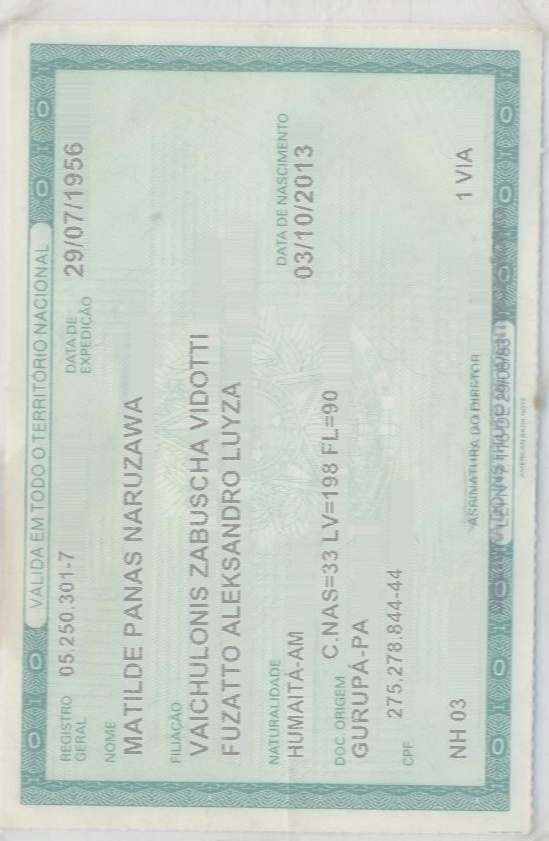 VÁLIDA EM TODO O TERRITÓRIO NACIONAL
REGISTRO GERAL 05.250.301-7 DATA DE EXPEDIÇÃO 29/07/1956
NOME
MATILDE PANAS NARUZAWA
FILIAÇÃO
VAICHULONIS ZABUSCHA VIDOTTI
FUZATTO ALEKSANDRO LUYZA
NATURALIDADE DATA DE NASCIMENTO
HUMAITÁ-AM 03/10/2013
DOC. ORIGEM C.NAS=33 LV=198 FL=90
GURUPÁ-PA
CPF 275.278.844-44
NH 03 1 VIA
ASSINATURA DO DIRETOR
LEI Nº 7.116 DE 29/08/83
AMERICAN BANK NOTE